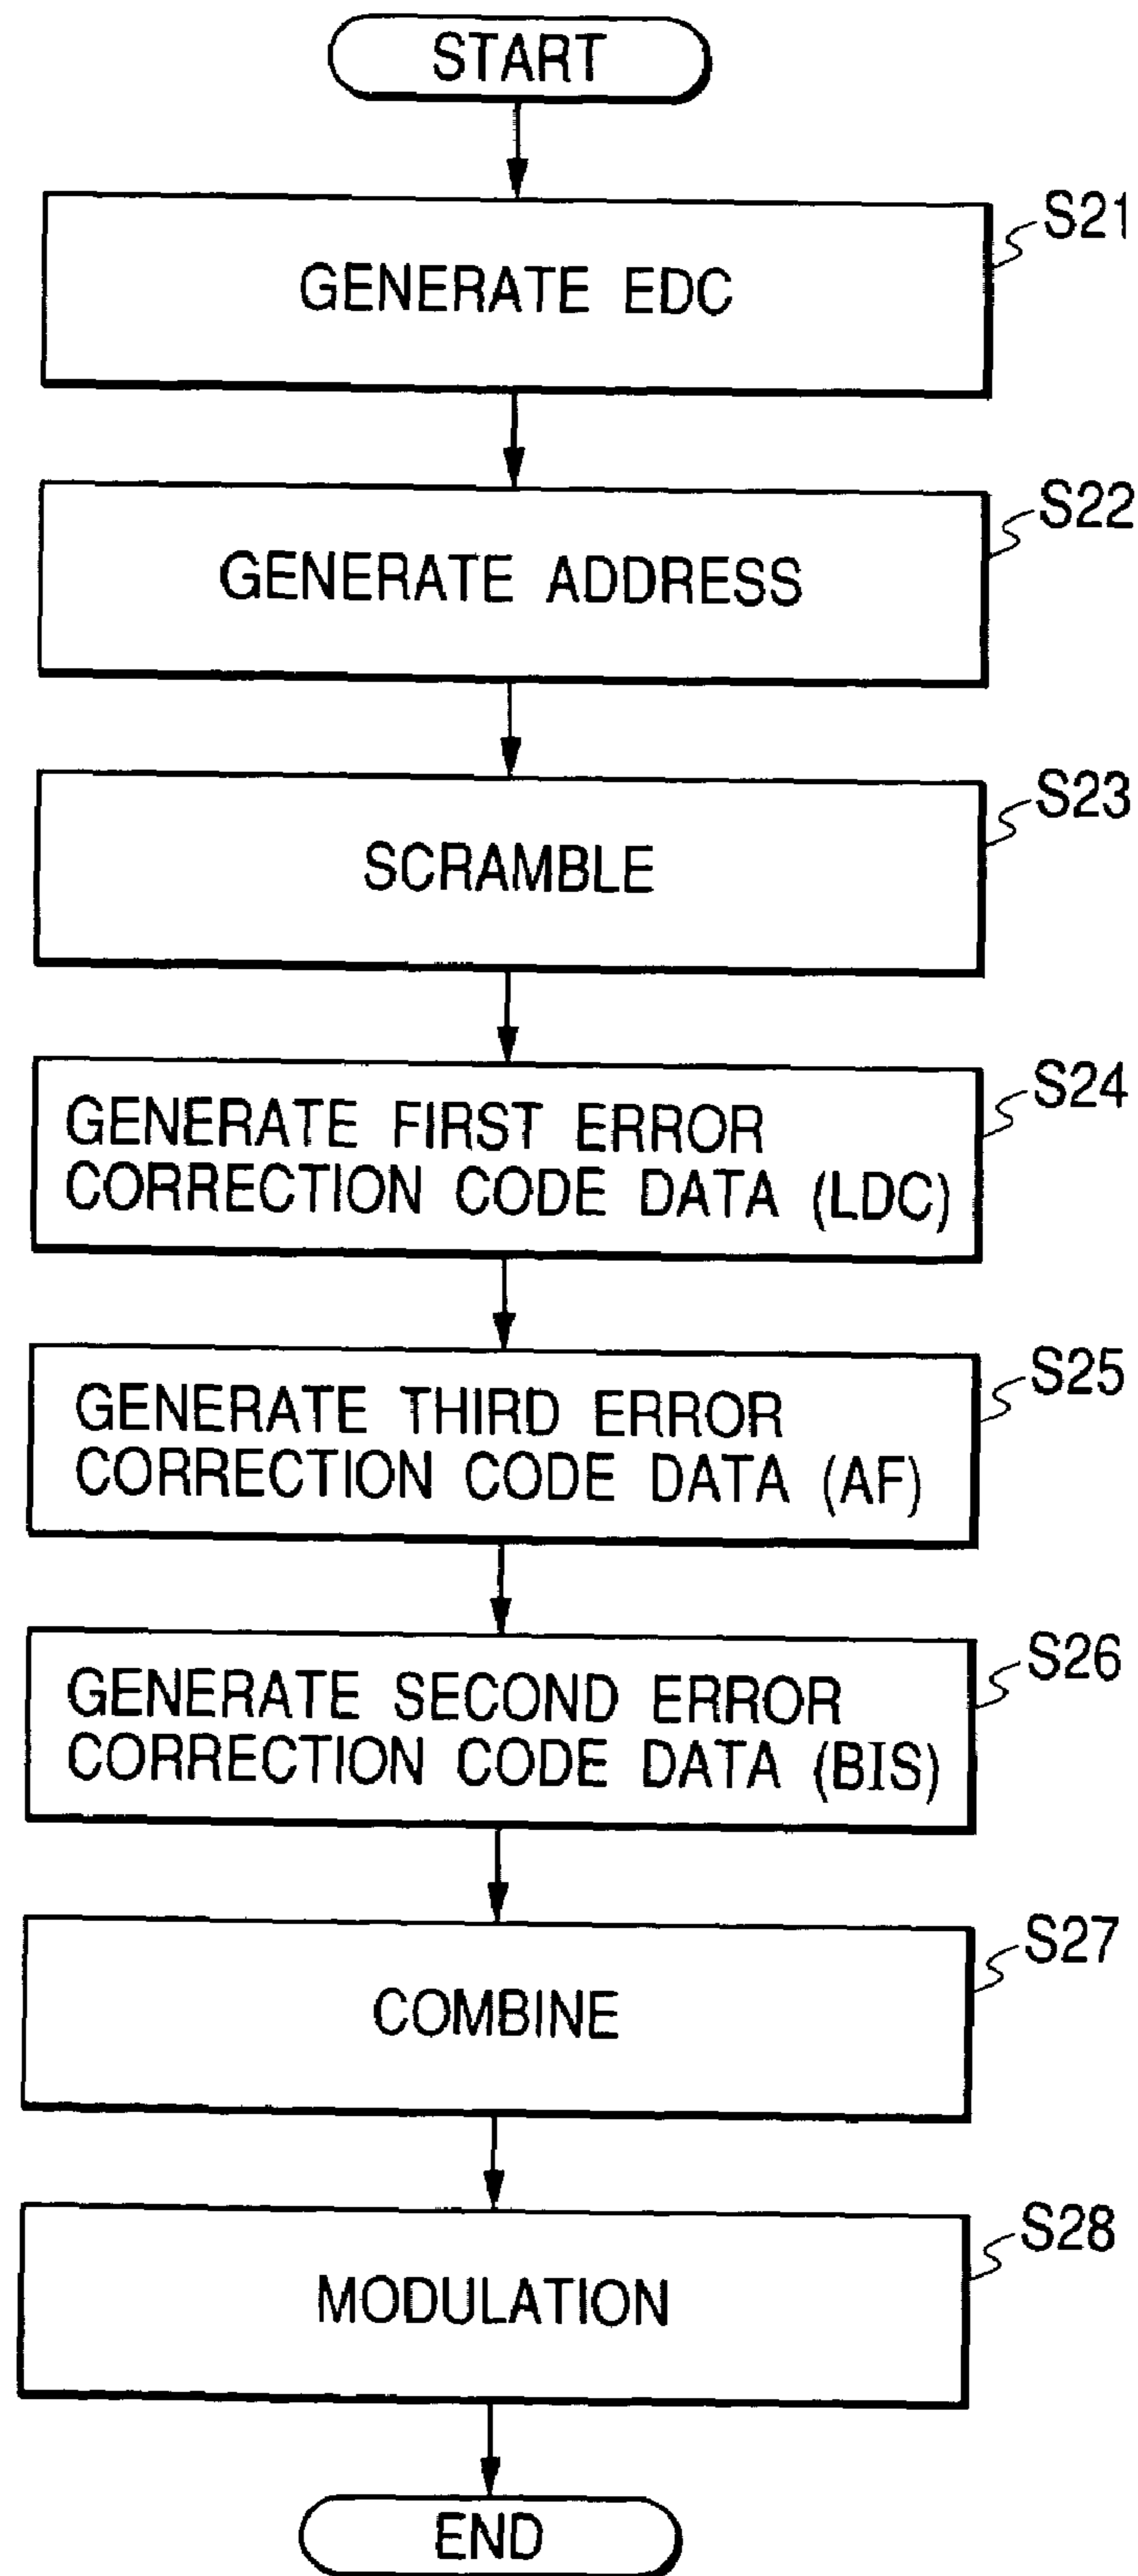 START
S21
GENERATE EDC
S22
GENERATE ADDRESS
S23
SCRAMBLE
S24
GENERATE FIRST ERROR
CORRECTION CODE DATA (LDC)
S25
GENERATE THIRD ERROR
CORRECTION CODE DATA (AF)
S26
GENERATE SECOND ERROR
CORRECTION CODE DATA (BIS)
S27
COMBINE
S28
MODULATION
END